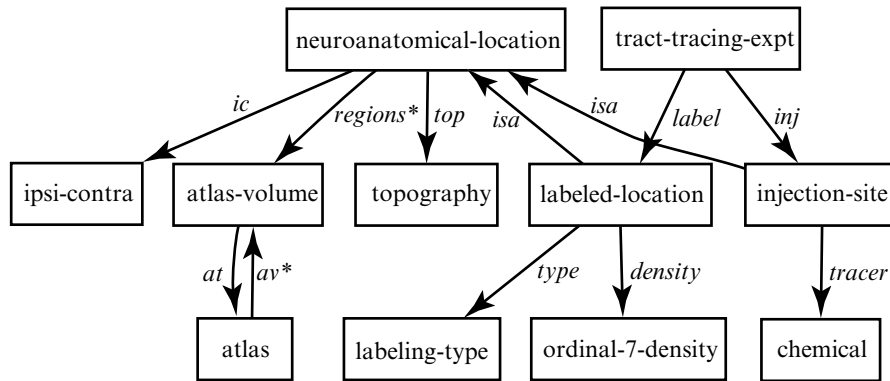 neuroanatomical-location
tract-tracing-expt
ic
regions*
top
isa
isa
label
inj
ipsi-contra
atlas-volume
topography
labeled-location
injection-site
at
av*
type
density
tracer
atlas
labeling-type
ordinal-7-density
chemical